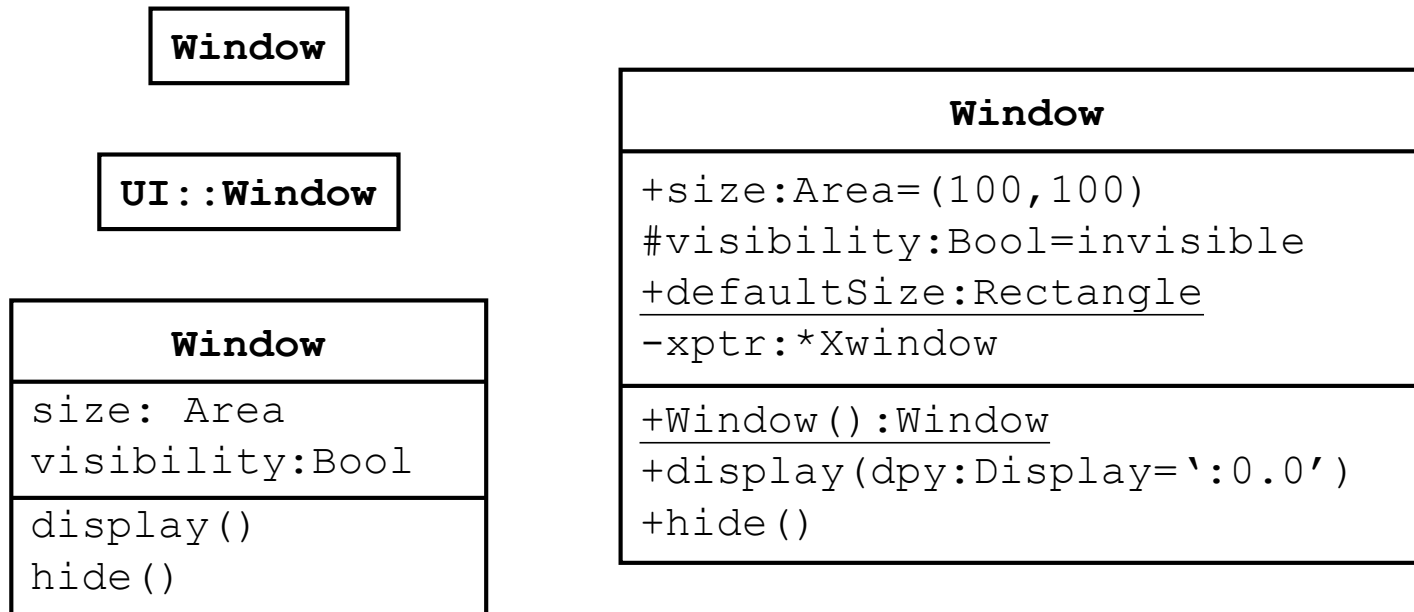 Window
UI::Window
Window
size: Area
visibility:Bool
display()
hide()
Window
+size:Area=(100,100)
#visibility:Bool=invisible
+defaultSize:Rectangle
-xptr:*Xwindow
+Window():Window
+display(dpy:Display=‘:0.0’)
+hide()